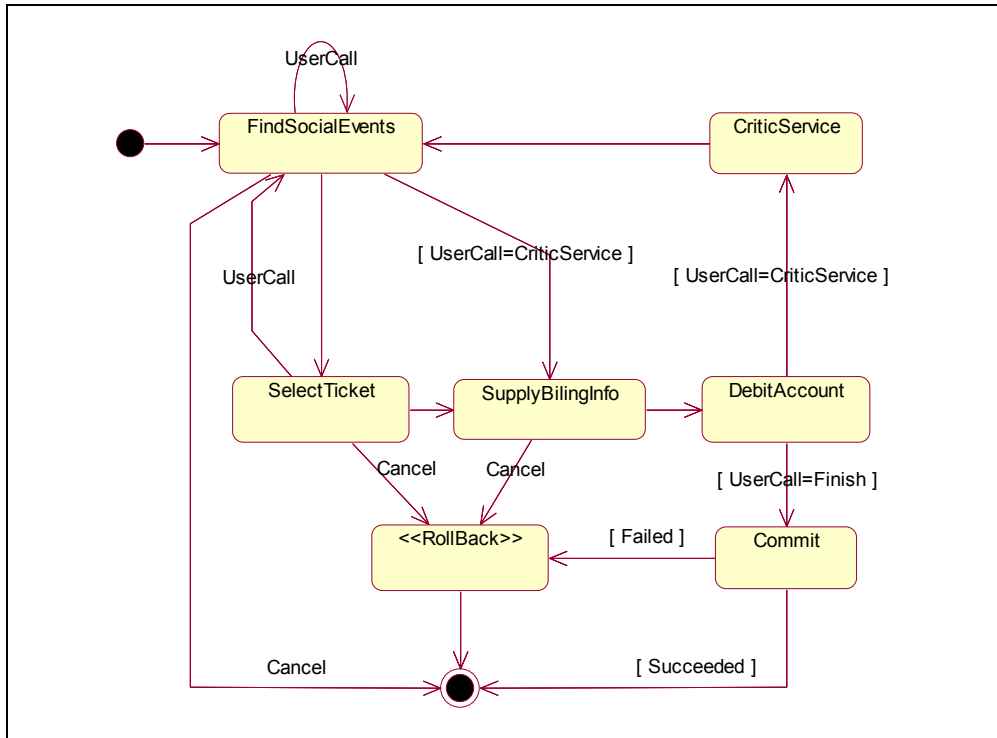 UserCall
FindSocialEvents
CriticService
[ UserCall=CriticService ]
[ UserCall=CriticService ]
UserCall
SelectTicket
SupplyBilingInfo
DebitAccount
Cancel
Cancel
[ UserCall=Finish ]
<<RollBack>>
[ Failed ]
Commit
Cancel
[ Succeeded ]